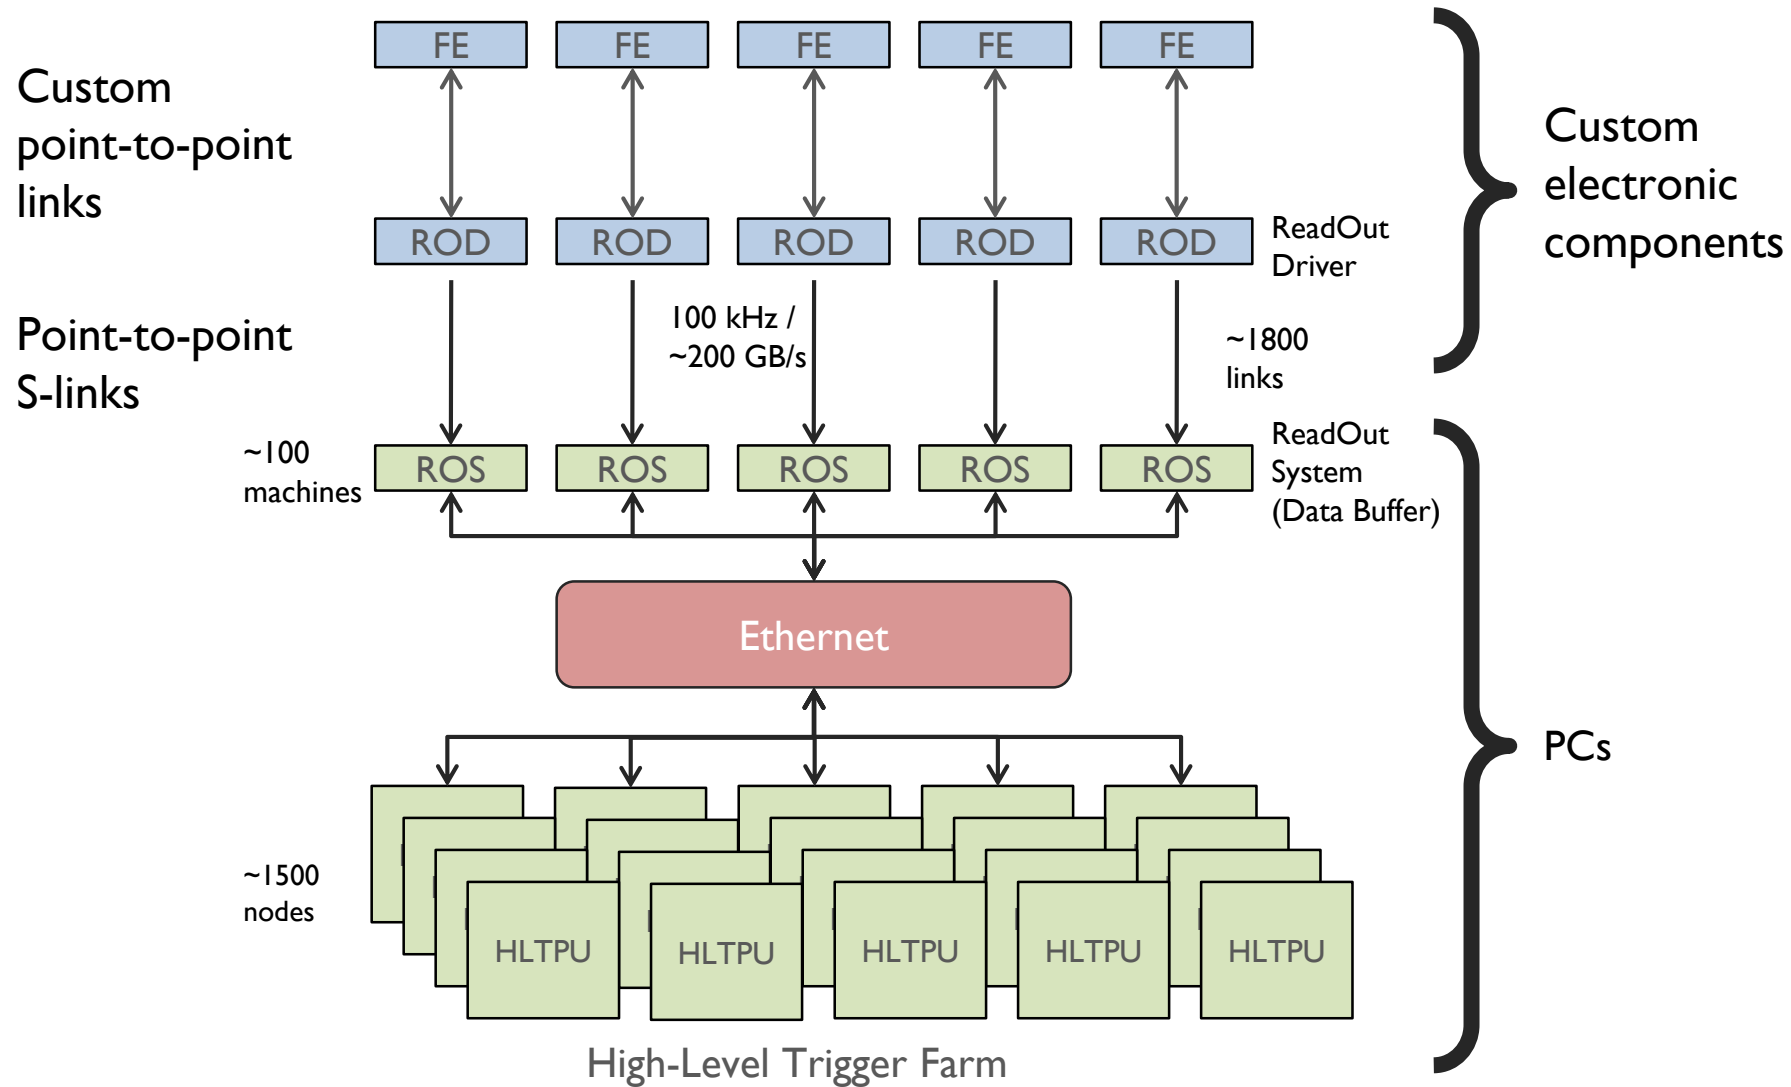 FE FE FE FE FE
Custom
point-to-point
links
Custom
electronic
components
ROD ROD ROD ROD ROD
ReadOut
Driver
Point-to-point
S-links
100 kHz /
~200 GB/s
~1800
links
~100
machines
ROS ROS ROS ROS ROS
ReadOut
System
(Data Buffer)
Ethernet
PCs
~1500
nodes
HLTPU HLTPU HLTPU HLTPU HLTPU
High-Level Trigger Farm